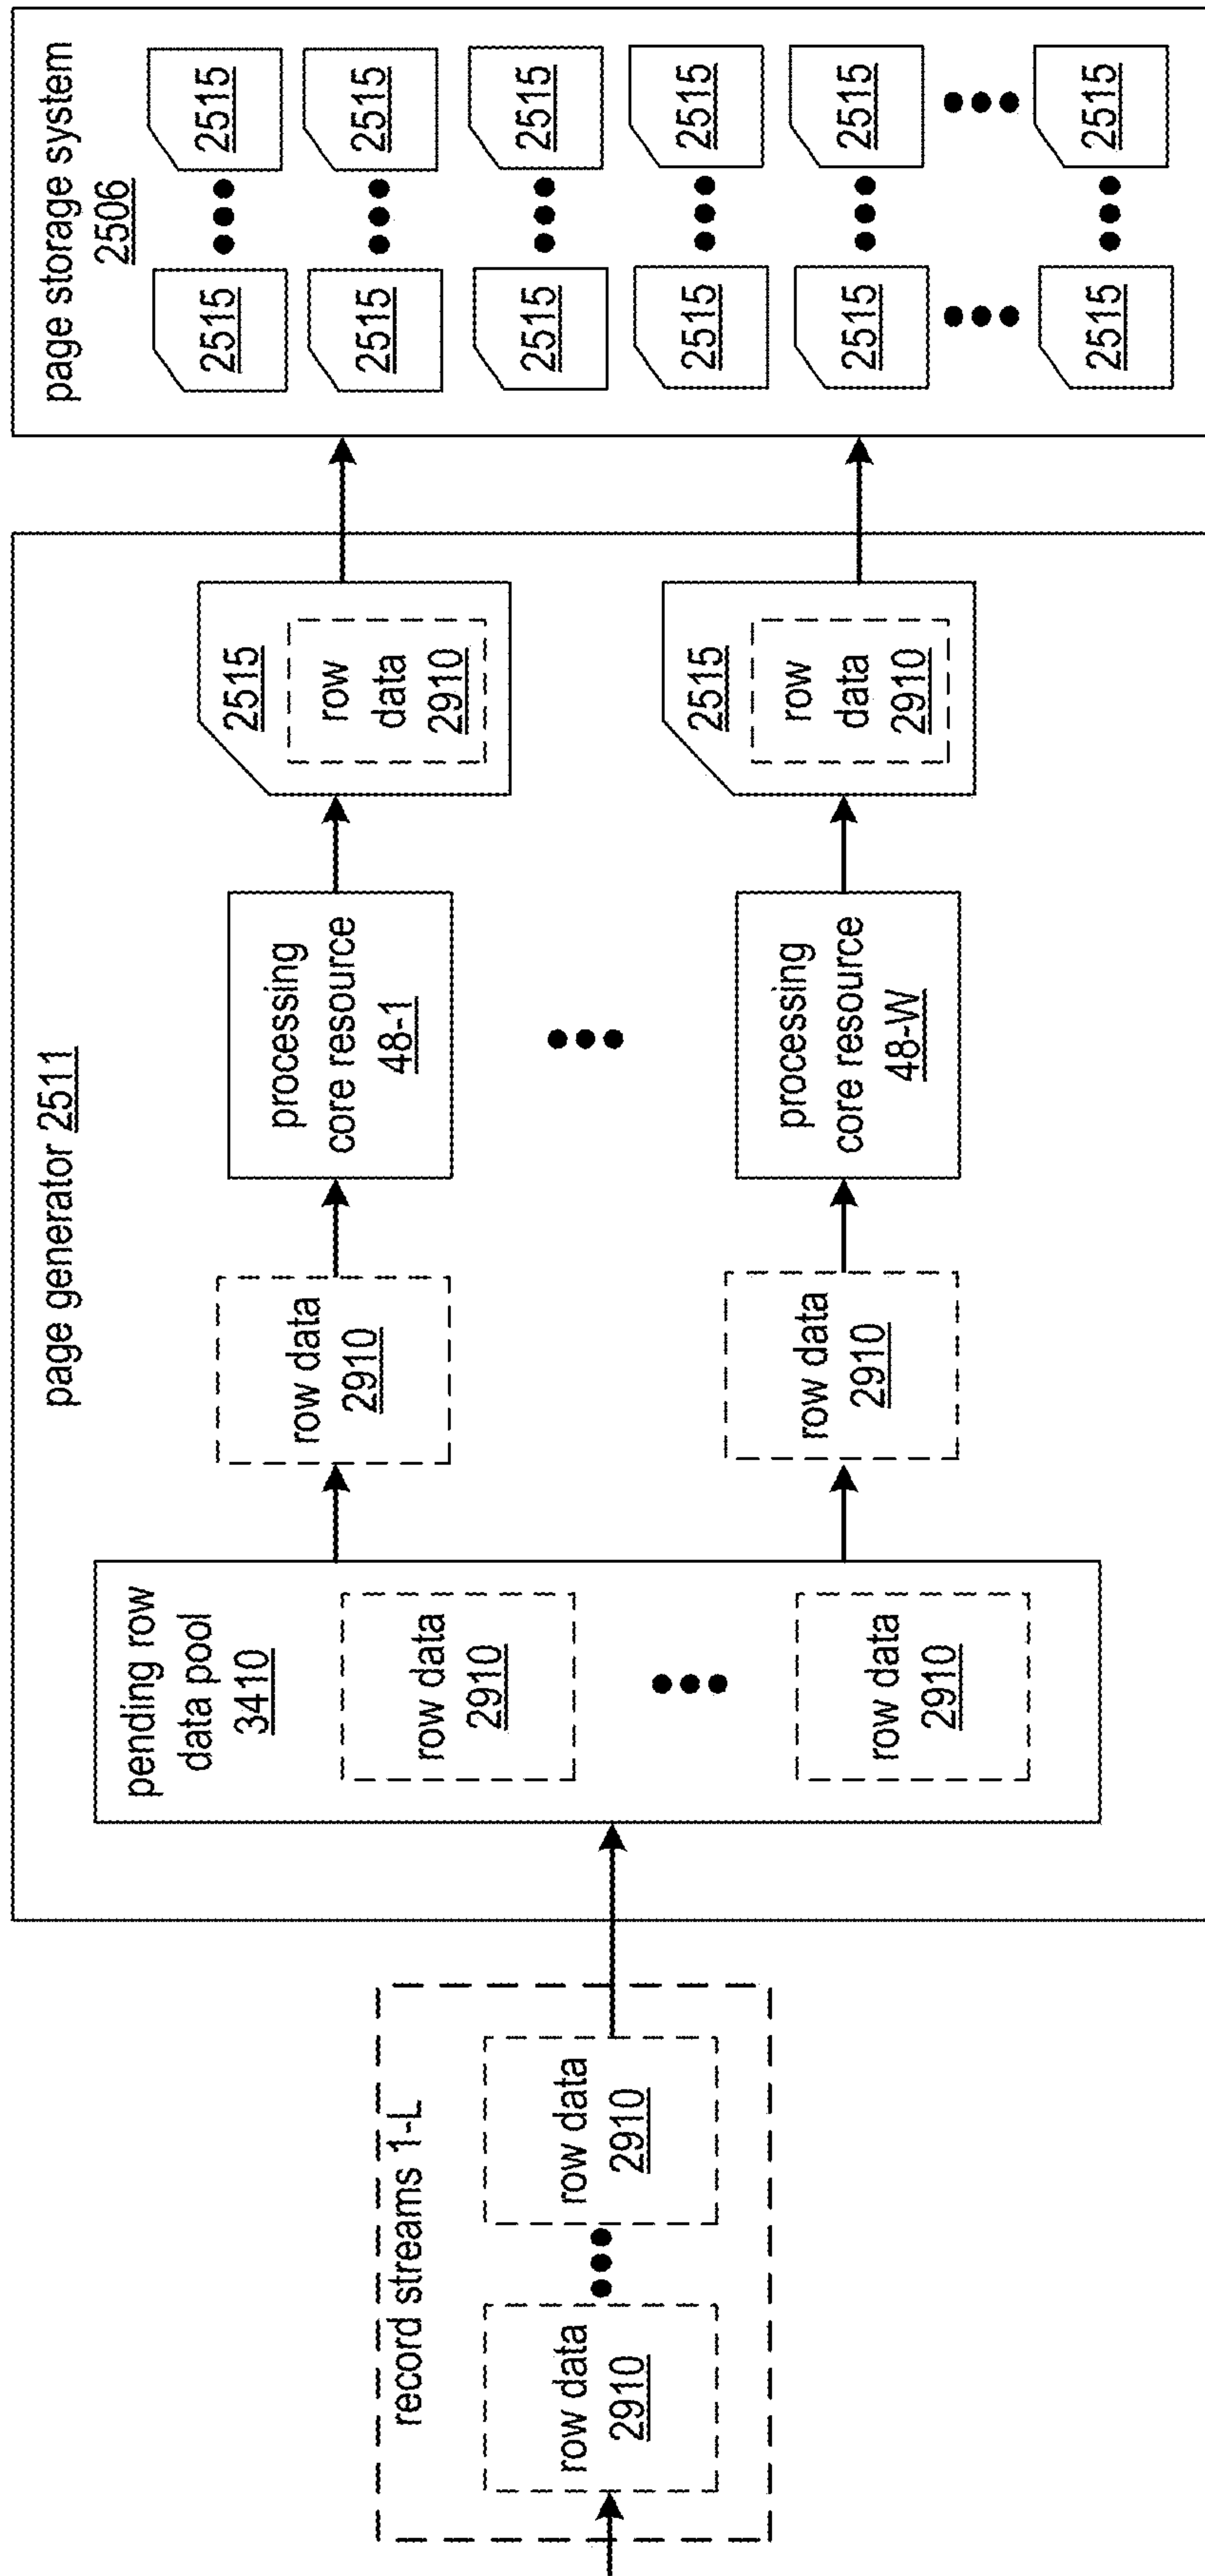 record streams 1-L
row data
2910
row data
2910
page generator 2511
pending row
data pool
3410
row data
2910
row data
2910
row data
2910
processing
core resource
48-1
2515
row
data
2910
row data
2910
processing
core resource
48-W
2515
row
data
2910
page storage system
2506
2515
2515
2515
2515
2515
2515
2515
2515
2515
2515
2515
2515